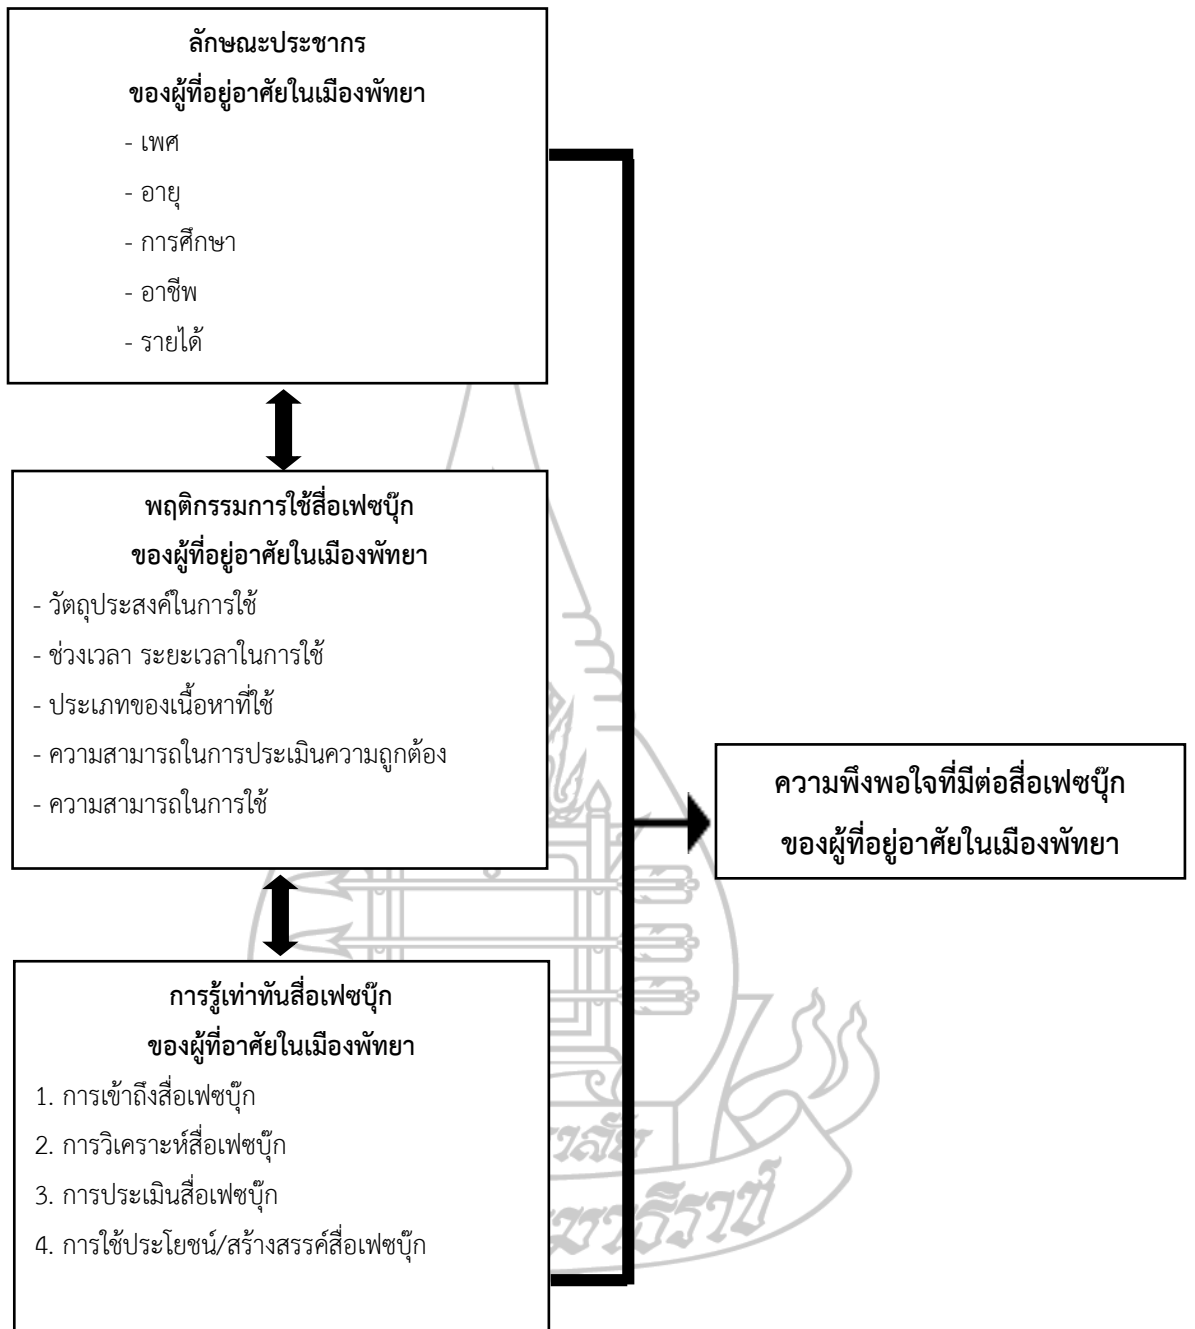 ลักษณะประชากร
ของผู้ที่อยู่อาศัยในเมืองพัทยา
- เพศ
- อายุ
- การศึกษา
- อาชีพ
- รายได้
พฤติกรรมการใช้สื่อเฟซบุ๊ก
ของผู้ที่อยู่อาศัยในเมืองพัทยา
- วัตถุประสงค์ในการใช้
- ช่วงเวลา ระยะเวลาในการใช้
- ประเภทของเนื้อหาที่ใช้
- ความสามารถในการประเมินความถูกต้อง
- ความสามารถในการใช้
ความพึงพอใจที่มีต่อสื่อเฟซบุ๊ก
ของผู้ที่อยู่อาศัยในเมืองพัทยา
การรู้เท่าทันสื่อเฟซบุ๊ก
ของผู้ที่อาศัยในเมืองพัทยา
1. การเข้าถึงสื่อเฟซบุ๊ก
2. การวิเคราะห์สื่อเฟซบุ๊ก
3. การประเมินสื่อเฟซบุ๊ก
4. การใช้ประโยชน์/สร้างสรรค์สื่อเฟซบุ๊ก